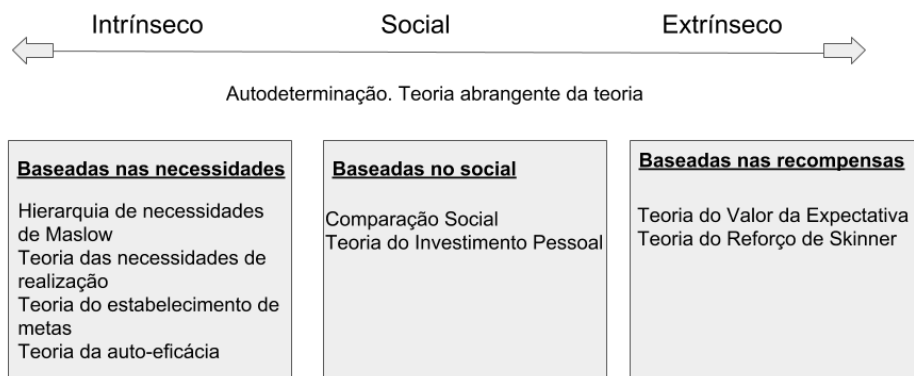 Intrínseco Social Extrínseco
Autodeterminação. Teoria abrangente da teoria
Baseadas nas necessidades
Hierarquia de necessidades
de Maslow
Teoria das necessidades de
realização
Teoria do estabelecimento de
metas
Teoria da auto-eficácia
Baseadas no social
Comparação Social
Teoria do Investimento Pessoal
Baseadas nas recompensas
Teoria do Valor da Expectativa
Teoria do Reforço de Skinner